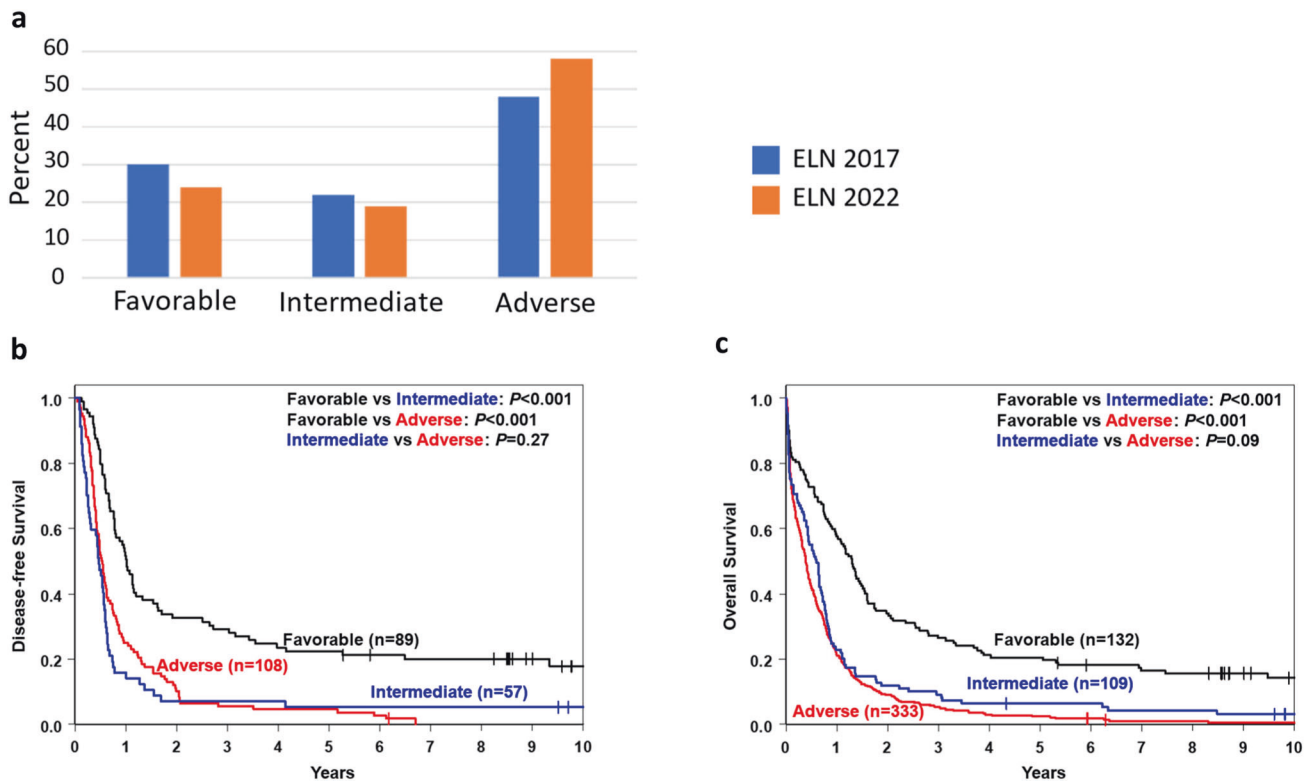 a
60
50
40
30
20
10
0
Percent
Favorable
Intermediate
Adverse
ELN 2017
ELN 2022
b
Favorable vs Intermediate: P<0.001
Favorable vs Adverse: P<0.001
Intermediate vs Adverse: P=0.27
1.0
0.8
0.6
0.4
0.2
0.0
Disease-free Survival
Favorable (n=89)
Adverse (n=108)
Intermediate (n=57)
0 1 2 3 4 5 6 7 8 9 10
Years
c
Favorable vs Intermediate: P<0.001
Favorable vs Adverse: P<0.001
Intermediate vs Adverse: P=0.09
1.0
0.8
0.6
0.4
0.2
0.0
Overall Survival
Favorable (n=132)
Intermediate (n=109)
Adverse (n=333)
0 1 2 3 4 5 6 7 8 9 10
Years